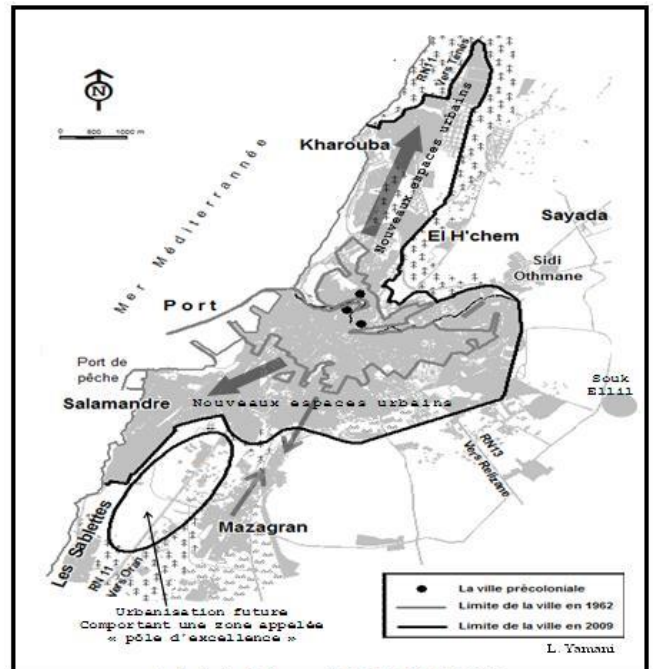 N
0 500 1000 m
RN11
Vers Ténès
Mer Méditerrannée
Kharouba
Nouveaux espaces urbains
El H'chem
Sayada
Sidi
Othmane
Port
Port de
pêche
Salamandre
Nouveaux espaces urbains
Souk
Ellil
RN13
Vers Relizane
Mazagran
Les Sablettes
RN 11
Vers Oran
Urbanisation future
Comportant une zone appelée
« pôle d'excellence »
La ville précoloniale
Limite de la ville en 1962
Limite de la ville en 2009
L. Yamani